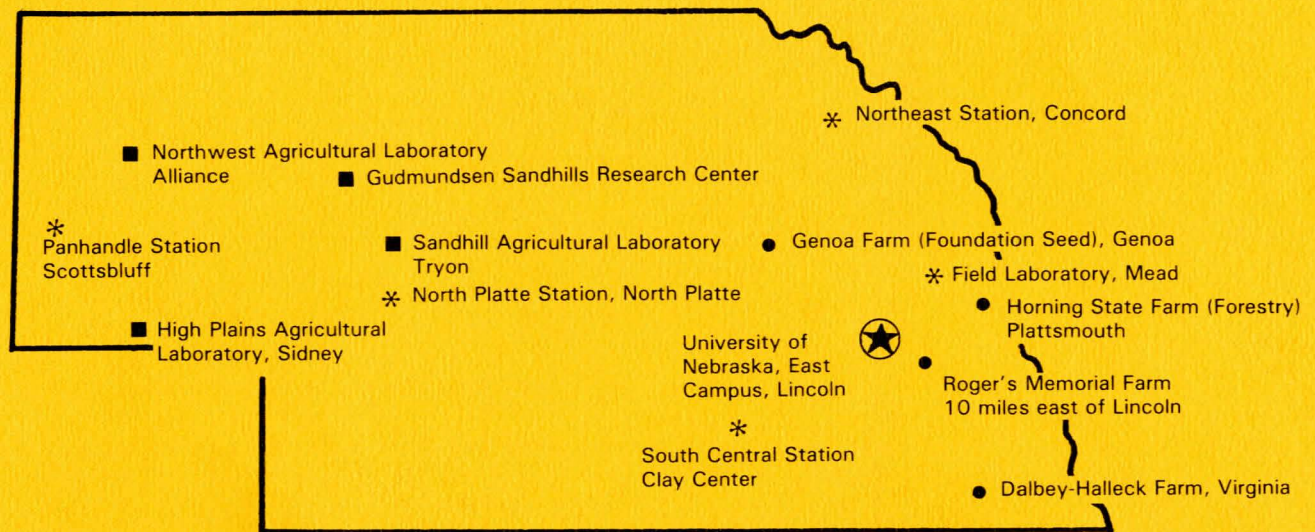 Northeast Station, Concord
Northwest Agricultural Laboratory
Alliance
Gudmundsen Sandhills Research Center
Panhandle Station
Scottsbluff
Sandhill Agricultural Laboratory
Tryon
Genoa Farm (Foundation Seed), Genoa
Field Laboratory, Mead
North Platte Station, North Platte
Horning State Farm (Forestry)
Plattsmouth
High Plains Agricultural
Laboratory, Sidney
University of
Nebraska, East
Campus, Lincoln
Roger's Memorial Farm
10 miles east of Lincoln
South Central Station
Clay Center
Dalbey-Halleck Farm, Virginia